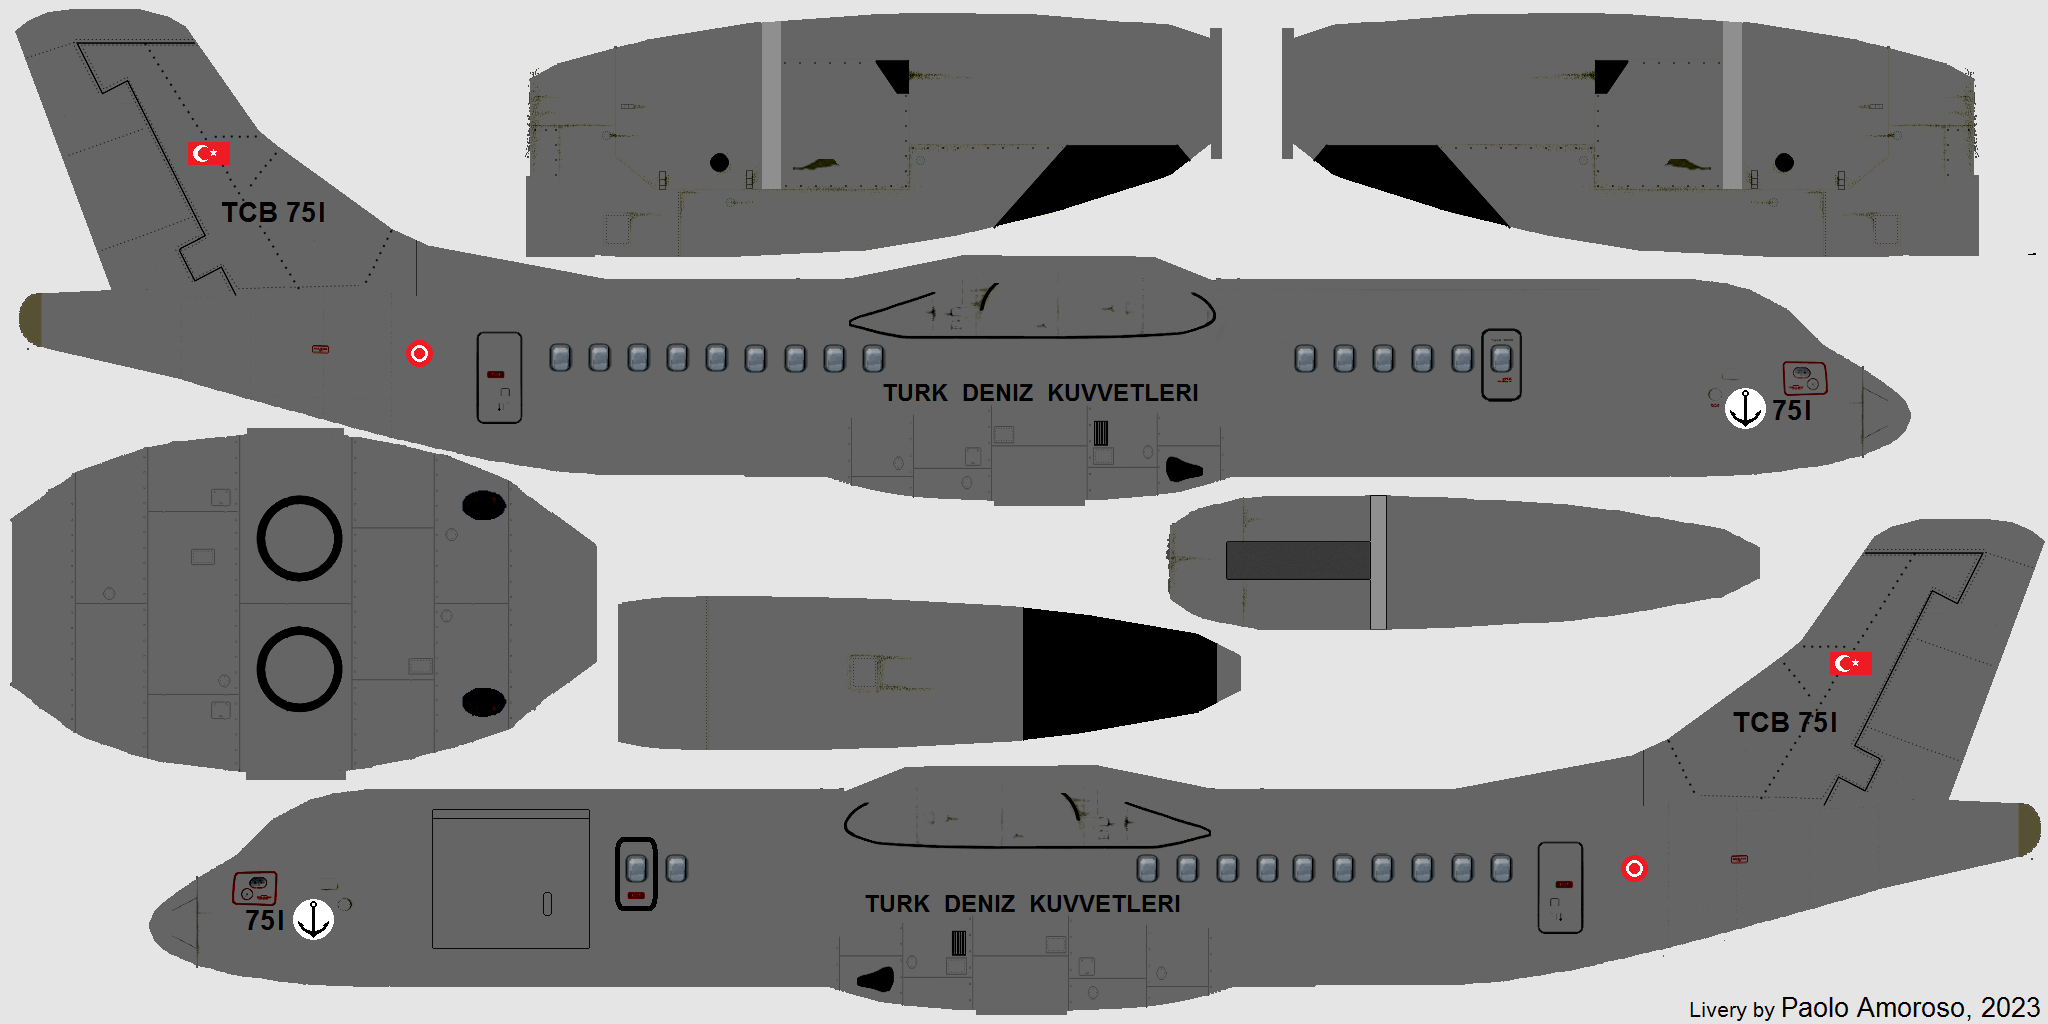 TCB 75I
TURK DENIZ KUVVETLERI
75I
TCB 75I
75I
TURK DENIZ KUVVETLERI
Livery by Paolo Amoroso, 2023